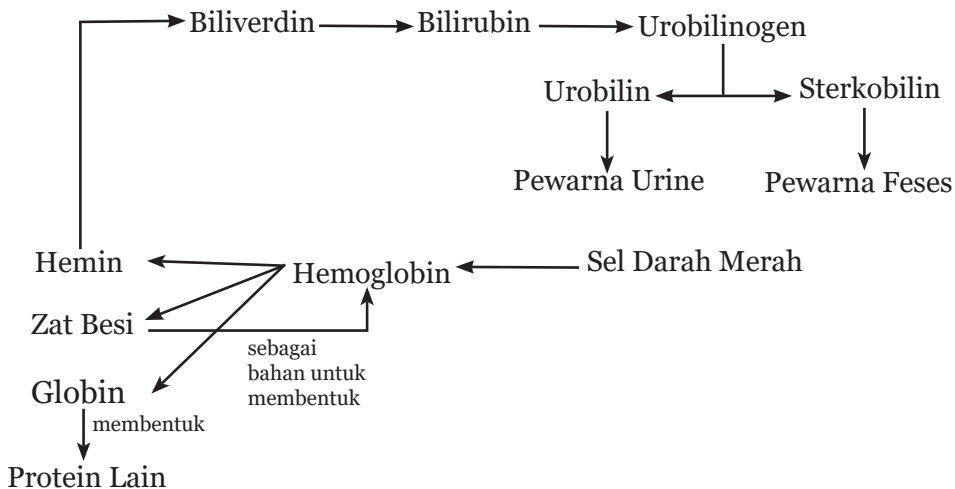 Biliverdin
Bilirubin
Urobilinogen
Urobilin
Sterkobilin
Pewarna Urine
Pewarna Feses
Hemin
Hemoglobin
Sel Darah Merah
Zat Besi
sebagai
bahan untuk
membentuk
Globin
membentuk
Protein Lain